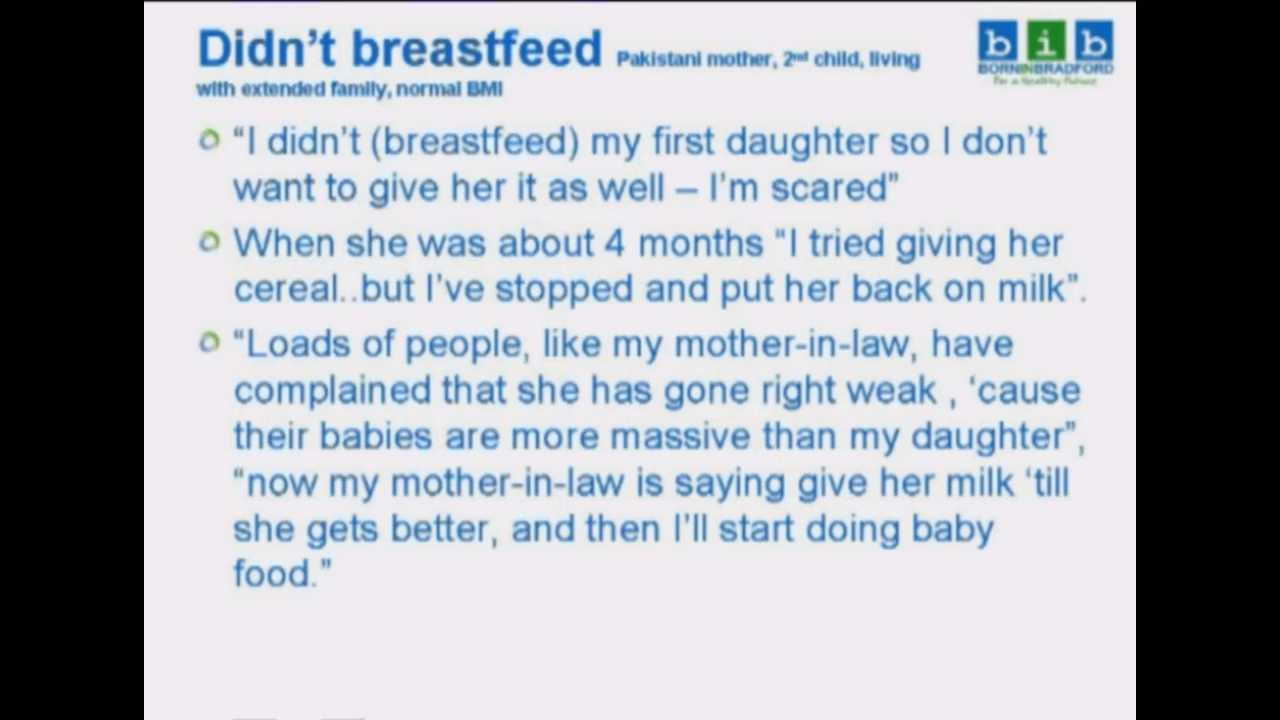 Didn't breastfeed Pakistani mother, 2nd child, living
with extended family, normal BMI
b i b
BORNINBRADFORD
For a Healthy Future
“I didn't (breastfeed) my first daughter so I don't
want to give her it as well – I'm scared”
When she was about 4 months “I tried giving her
cereal..but I've stopped and put her back on milk”.
“Loads of people, like my mother-in-law, have
complained that she has gone right weak , ‘cause
their babies are more massive than my daughter”,
“now my mother-in-law is saying give her milk ‘till
she gets better, and then I'll start doing baby
food.”